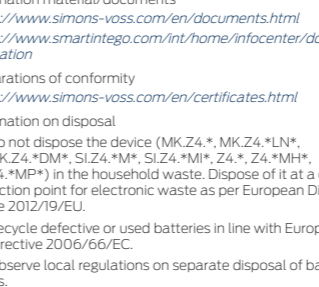 ation material/documents
://www.simons-voss.com/en/documents.html
://www.smartintego.com/int/home/infocenter/do
ation
arations of conformity
://www.simons-voss.com/en/certificates.html
nation on disposal
o not dispose the device (MK.Z4.*, MK.Z4.*LN*,
K.Z4.*DM*, SI.Z4.*M*, SI.Z4.*MI*, Z4.*, Z4.*MH*,
4.*MP*) in the household waste. Dispose of it at a
ction point for electronic waste as per European Di
e 2012/19/EU.
ecycle defective or used batteries in line with Europ
irective 2006/66/EC.
bserve local regulations on separate disposal of ba
s.